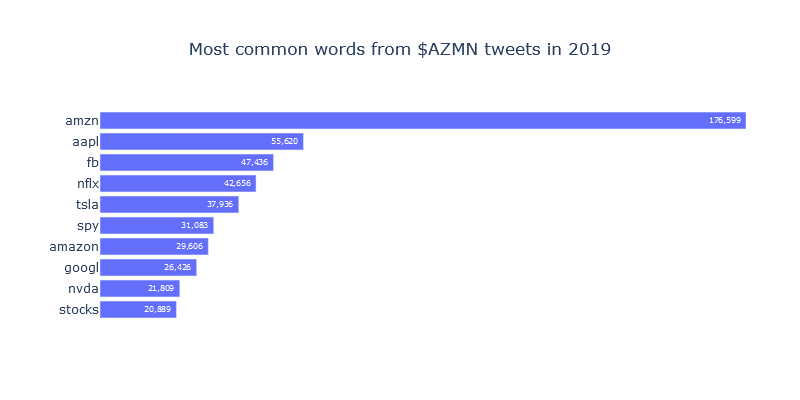 Most common words from $AZMN tweets in 2019
amzn 176,599
aapl 55,620
fb 47,436
nflx 42,656
tsla 37,936
spy 31,083
amazon 29,606
googl 26,426
nvda 21,809
stocks 20,889